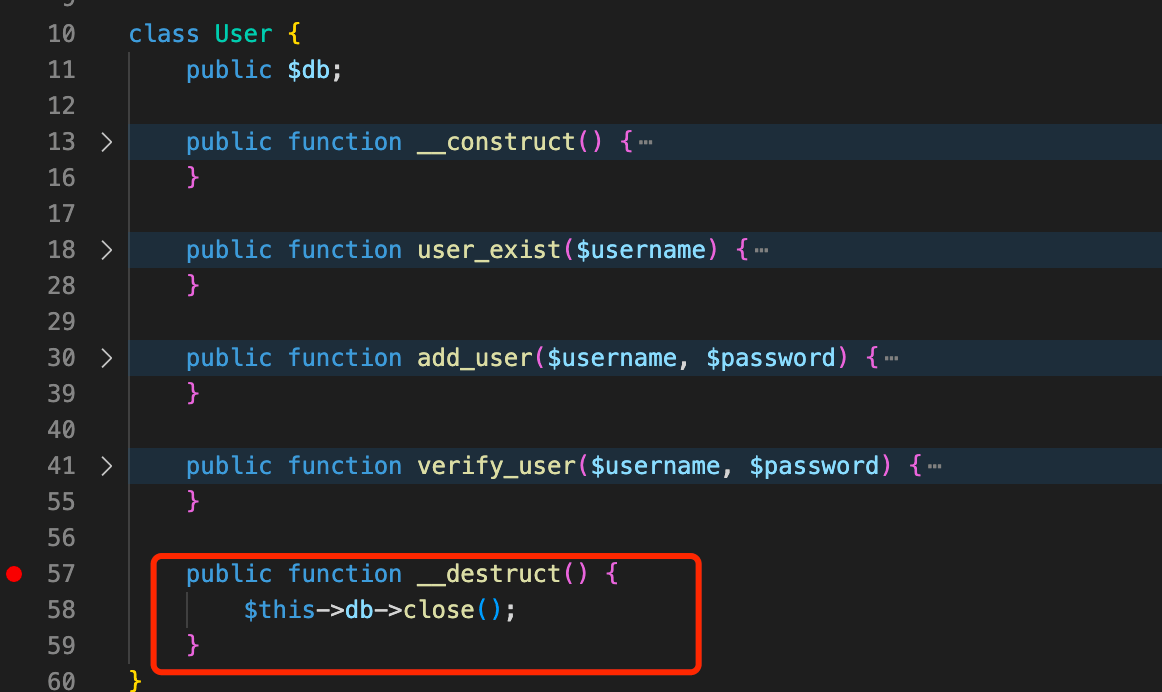 9
10 class User {
11 public $db;
12
13 > public function __construct() {⋯
16 }
17
18 > public function user_exist($username) {⋯
28 }
29
30 > public function add_user($username, $password) {⋯
39 }
40
41 > public function verify_user($username, $password) {⋯
55 }
56
57 public function __destruct() {
58 $this->db->close();
59 }
60 }